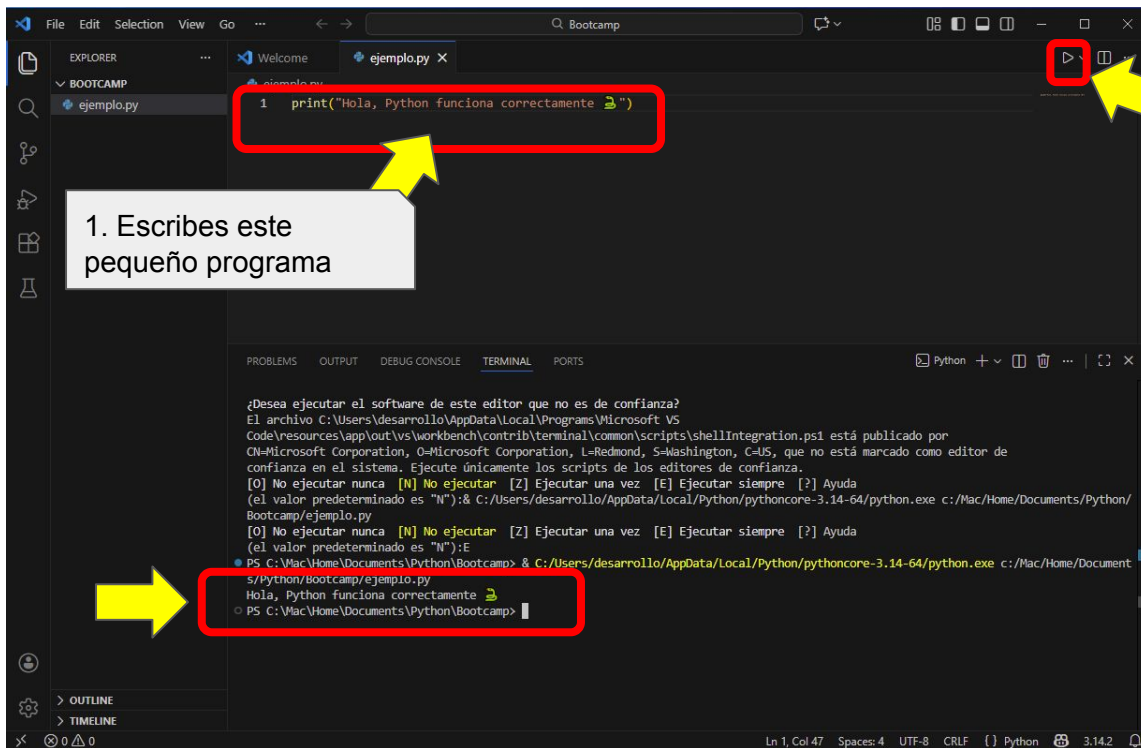 File Edit Selection View Go ... Bootcamp
EXPLORER ...
BOOTCAMP
ejemplo.py
Welcome ejemplo.py
ejemplo.py
1 print("Hola, Python funciona correctamente 🐍")
1. Escribes este
pequeño programa
PROBLEMS OUTPUT DEBUG CONSOLE TERMINAL PORTS Python
¿Desea ejecutar el software de este editor que no es de confianza?
El archivo C:\Users\desarrollo\AppData\Local\Programs\Microsoft VS
Code\resources\app\out\vs\workbench\contrib\terminal\common\scripts\shellIntegration.ps1 está publicado por
CN=Microsoft Corporation, O=Microsoft Corporation, L=Redmond, S=Washington, C=US, que no está marcado como editor de
confianza en el sistema. Ejecute únicamente los scripts de los editores de confianza.
[O] No ejecutar nunca [N] No ejecutar [Z] Ejecutar una vez [E] Ejecutar siempre [?] Ayuda
(el valor predeterminado es "N"):& C:/Users/desarrollo/AppData/Local/Python/pythoncore-3.14-64/python.exe c:/Mac/Home/Documents/Python/
Bootcamp/ejemplo.py
[O] No ejecutar nunca [N] No ejecutar [Z] Ejecutar una vez [E] Ejecutar siempre [?] Ayuda
(el valor predeterminado es "N"):E
PS C:\Mac\Home\Documents\Python\Bootcamp> & C:/Users/desarrollo/AppData/Local/Python/pythoncore-3.14-64/python.exe c:/Mac/Home/Document
s/Python/Bootcamp/ejemplo.py
Hola, Python funciona correctamente 🐍
PS C:\Mac\Home\Documents\Python\Bootcamp>
OUTLINE
TIMELINE
0 0 Ln 1, Col 47 Spaces: 4 UTF-8 CRLF {} Python 3.14.2